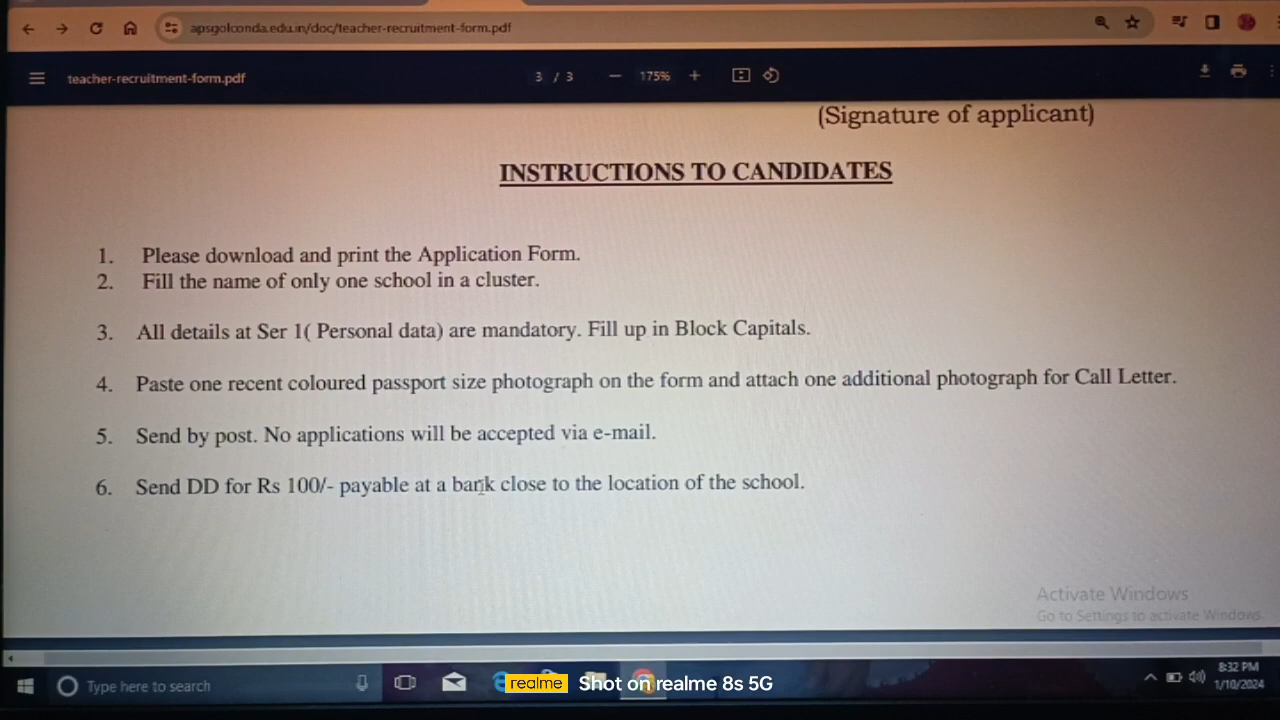 apsgolconda.edu.in/doc/teacher-recruitment-form.pdf
teacher-recruitment-form.pdf
3 / 3
175%
(Signature of applicant)
INSTRUCTIONS TO CANDIDATES
1. Please download and print the Application Form.
2. Fill the name of only one school in a cluster.
3. All details at Ser 1( Personal data) are mandatory. Fill up in Block Capitals.
4. Paste one recent coloured passport size photograph on the form and attach one additional photograph for Call Letter.
5. Send by post. No applications will be accepted via e-mail.
6. Send DD for Rs 100/- payable at a bank close to the location of the school.
Activate Windows
Go to Settings to activate Windows.
Type here to search
realme Shot on realme 8s 5G
8:32 PM
1/10/2024